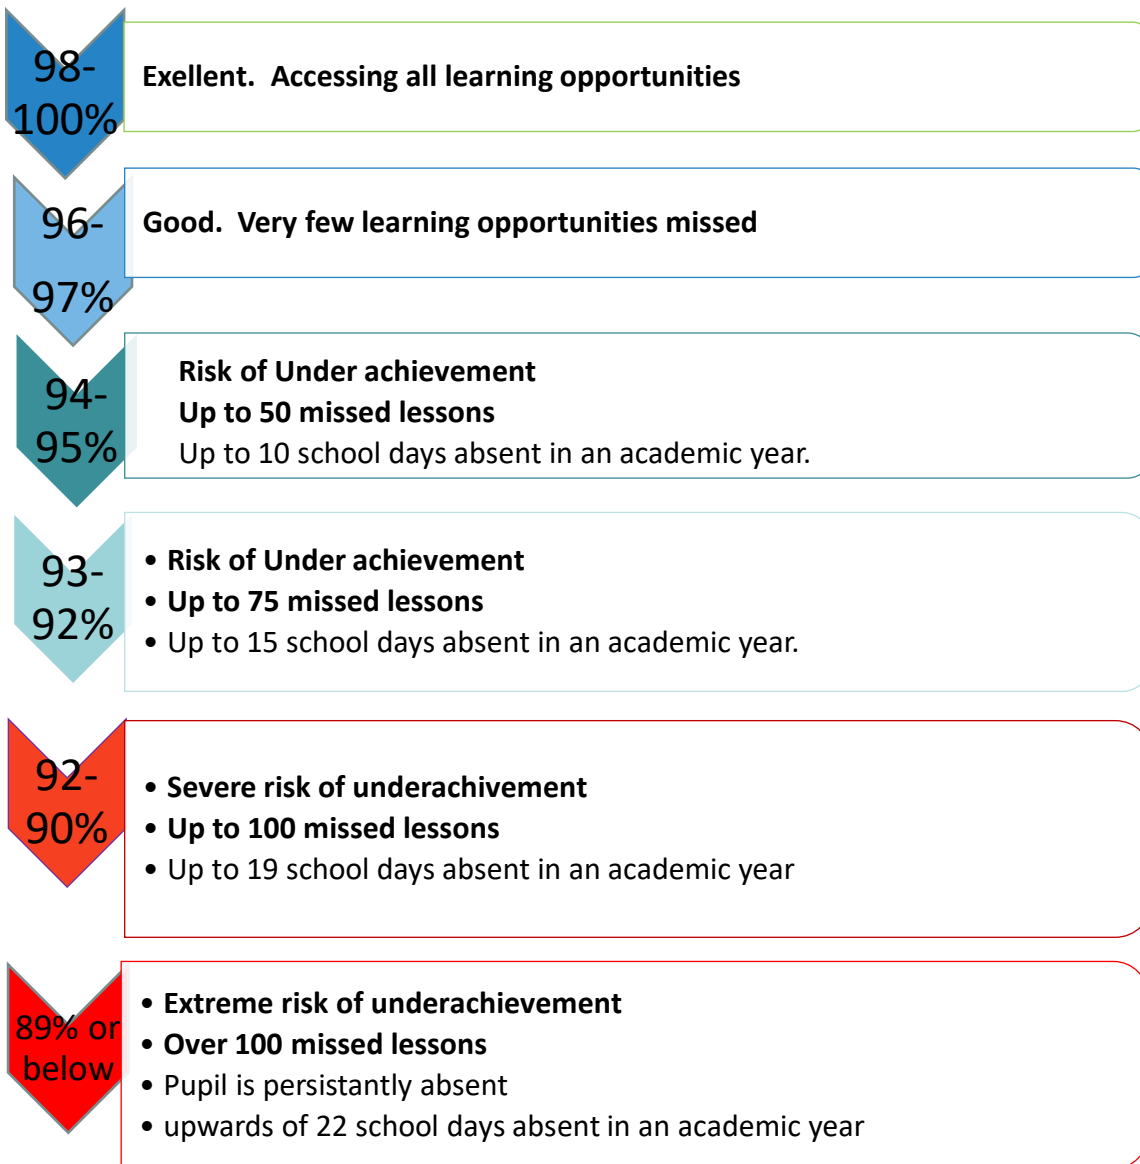 98-
100%
Exellent.  Accessing all learning opportunities
96-
97%
Good.  Very few learning opportunities missed
94-
95%
Risk of Under achievement
Up to 50 missed lessons
Up to 10 school days absent in an academic year.
93-
92%
• Risk of Under achievement
• Up to 75 missed lessons
• Up to 15 school days absent in an academic year.
92-
90%
• Severe risk of underachivement
• Up to 100 missed lessons
• Up to 19 school days absent in an academic year
89% or
below
• Extreme risk of underachievement
• Over 100 missed lessons
• Pupil is persistantly absent
• upwards of 22 school days absent in an academic year